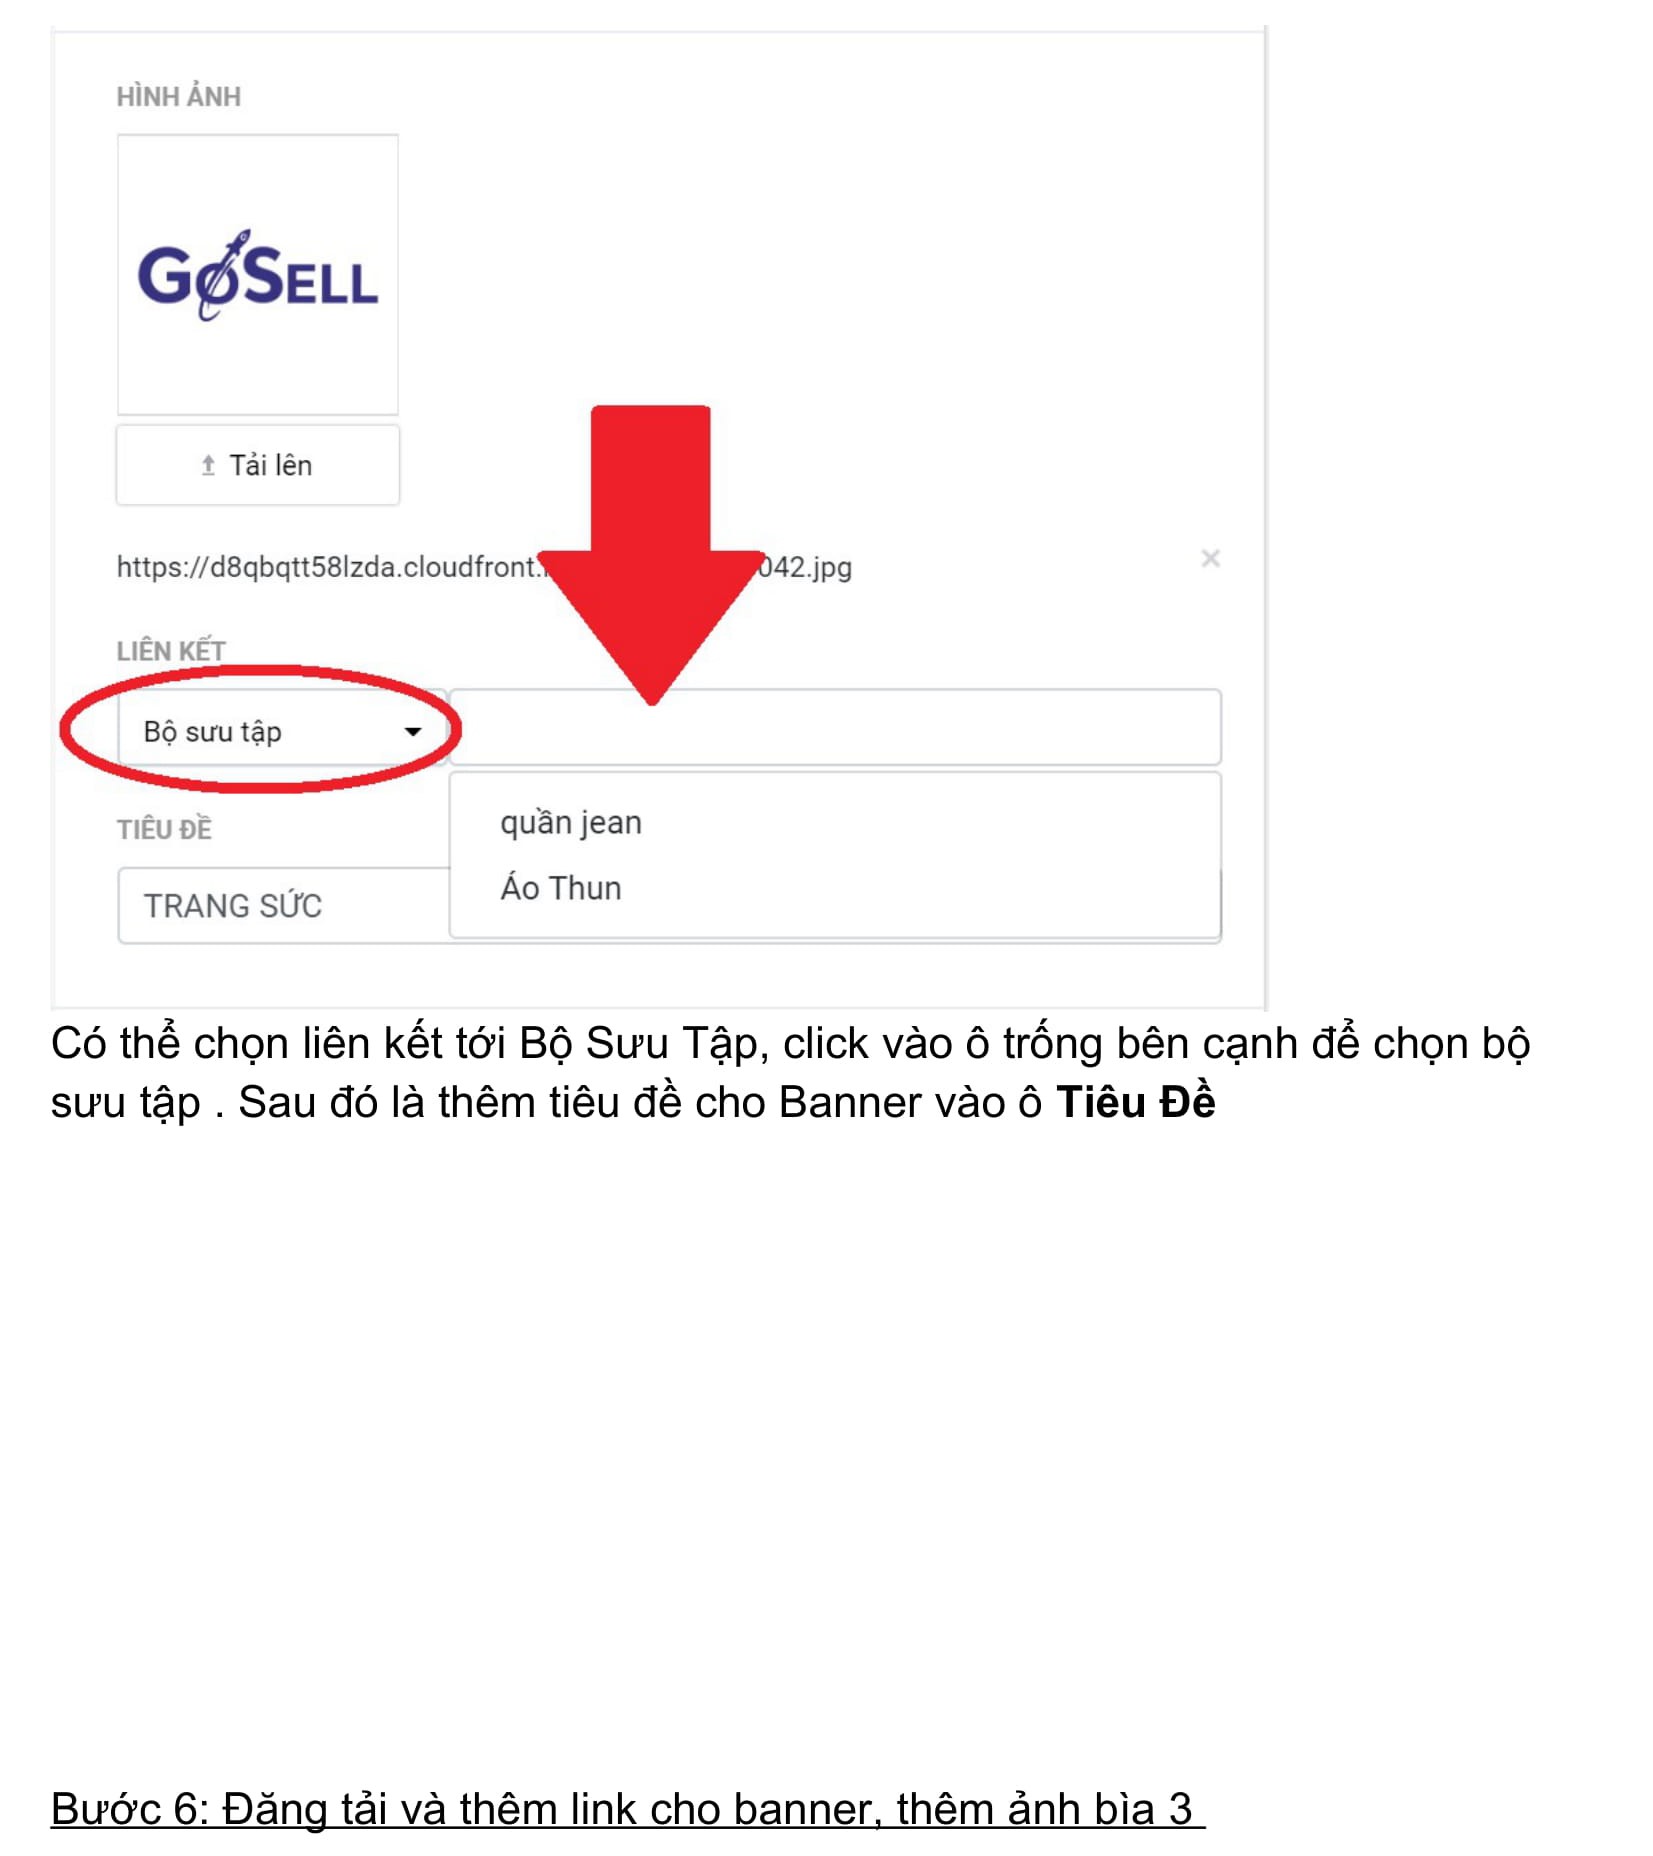 HÌNH ẢNH
GOSELL
Tải lên
https://d8qbqtt58lzda.cloudfront. 042.jpg
LIÊN KẾT
Bộ sưu tập
quần jean
Áo Thun
TIÊU ĐỀ
TRANG SỨC
Có thể chọn liên kết tới Bộ Sưu Tập, click vào ô trống bên cạnh để chọn bộ
sưu tập . Sau đó là thêm tiêu đề cho Banner vào ô Tiêu Đề
Bước 6: Đăng tải và thêm link cho banner, thêm ảnh bìa 3